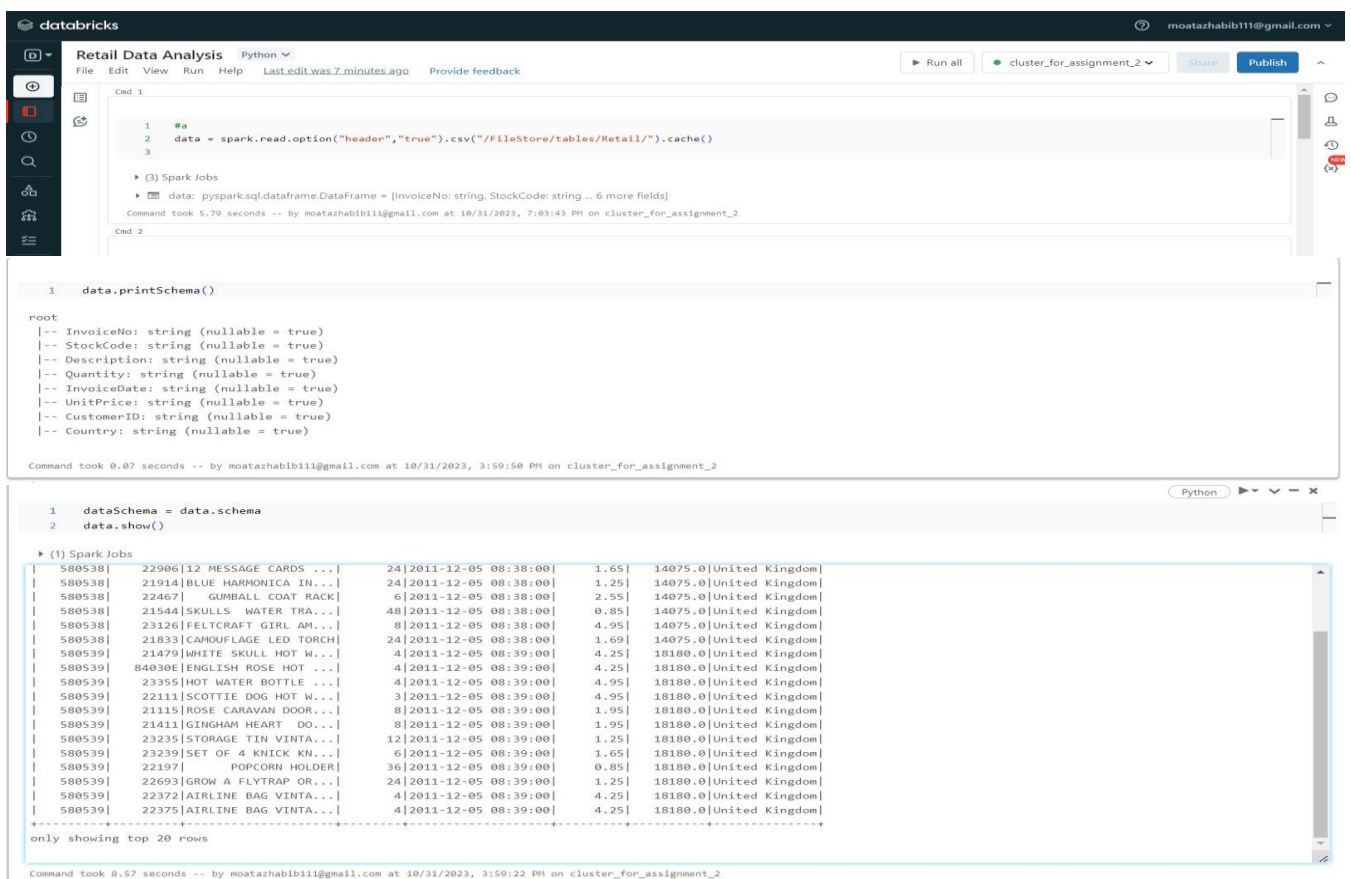 databricks
moatazhabib111@gmail.com
D
Retail Data Analysis Python
File Edit View Run Help Last edit was 7 minutes ago Provide feedback
Run all cluster_for_assignment_2 Share Publish
NEW
Cmd 1
1 #a
2 data = spark.read.option("header","true").csv("/FileStore/tables/Retail/").cache()
3
(3) Spark Jobs
data: pyspark.sql.dataframe.DataFrame = [InvoiceNo: string, StockCode: string ... 6 more fields]
Command took 5.79 seconds -- by moatazhabib111@gmail.com at 10/31/2023, 7:03:43 PM on cluster_for_assignment_2
Cmd 2
1 data.printSchema()
root
|-- InvoiceNo: string (nullable = true)
|-- StockCode: string (nullable = true)
|-- Description: string (nullable = true)
|-- Quantity: string (nullable = true)
|-- InvoiceDate: string (nullable = true)
|-- UnitPrice: string (nullable = true)
|-- CustomerID: string (nullable = true)
|-- Country: string (nullable = true)
Command took 0.07 seconds -- by moatazhabib111@gmail.com at 10/31/2023, 3:59:50 PM on cluster_for_assignment_2
Python
1 dataSchema = data.schema
2 data.show()
(1) Spark Jobs
| 580538| 22906|12 MESSAGE CARDS ...| 24|2011-12-05 08:38:00| 1.65| 14075.0|United Kingdom|
| 580538| 21914|BLUE HARMONICA IN...| 24|2011-12-05 08:38:00| 1.25| 14075.0|United Kingdom|
| 580538| 22467| GUMBALL COAT RACK| 6|2011-12-05 08:38:00| 2.55| 14075.0|United Kingdom|
| 580538| 21544|SKULLS  WATER TRA...| 48|2011-12-05 08:38:00| 0.85| 14075.0|United Kingdom|
| 580538| 23126|FELTCRAFT GIRL AM...| 8|2011-12-05 08:38:00| 4.95| 14075.0|United Kingdom|
| 580538| 21833|CAMOUFLAGE LED TORCH| 24|2011-12-05 08:38:00| 1.69| 14075.0|United Kingdom|
| 580539| 21479|WHITE SKULL HOT W...| 4|2011-12-05 08:39:00| 4.25| 18180.0|United Kingdom|
| 580539| 84030E|ENGLISH ROSE HOT ...| 4|2011-12-05 08:39:00| 4.25| 18180.0|United Kingdom|
| 580539| 23355|HOT WATER BOTTLE ...| 4|2011-12-05 08:39:00| 4.95| 18180.0|United Kingdom|
| 580539| 22111|SCOTTIE DOG HOT W...| 3|2011-12-05 08:39:00| 4.95| 18180.0|United Kingdom|
| 580539| 21115|ROSE CARAVAN DOOR...| 8|2011-12-05 08:39:00| 1.95| 18180.0|United Kingdom|
| 580539| 21411|GINGHAM HEART  DO...| 8|2011-12-05 08:39:00| 1.95| 18180.0|United Kingdom|
| 580539| 23235|STORAGE TIN VINTA...| 12|2011-12-05 08:39:00| 1.25| 18180.0|United Kingdom|
| 580539| 23239|SET OF 4 KNICK KN...| 6|2011-12-05 08:39:00| 1.65| 18180.0|United Kingdom|
| 580539| 22197| POPCORN HOLDER| 36|2011-12-05 08:39:00| 0.85| 18180.0|United Kingdom|
| 580539| 22693|GROW A FLYTRAP OR...| 24|2011-12-05 08:39:00| 1.25| 18180.0|United Kingdom|
| 580539| 22372|AIRLINE BAG VINTA...| 4|2011-12-05 08:39:00| 4.25| 18180.0|United Kingdom|
| 580539| 22375|AIRLINE BAG VINTA...| 4|2011-12-05 08:39:00| 4.25| 18180.0|United Kingdom|
only showing top 20 rows
Command took 8.57 seconds -- by moatazhabib111@gmail.com at 10/31/2023, 3:59:22 PM on cluster_for_assignment_2